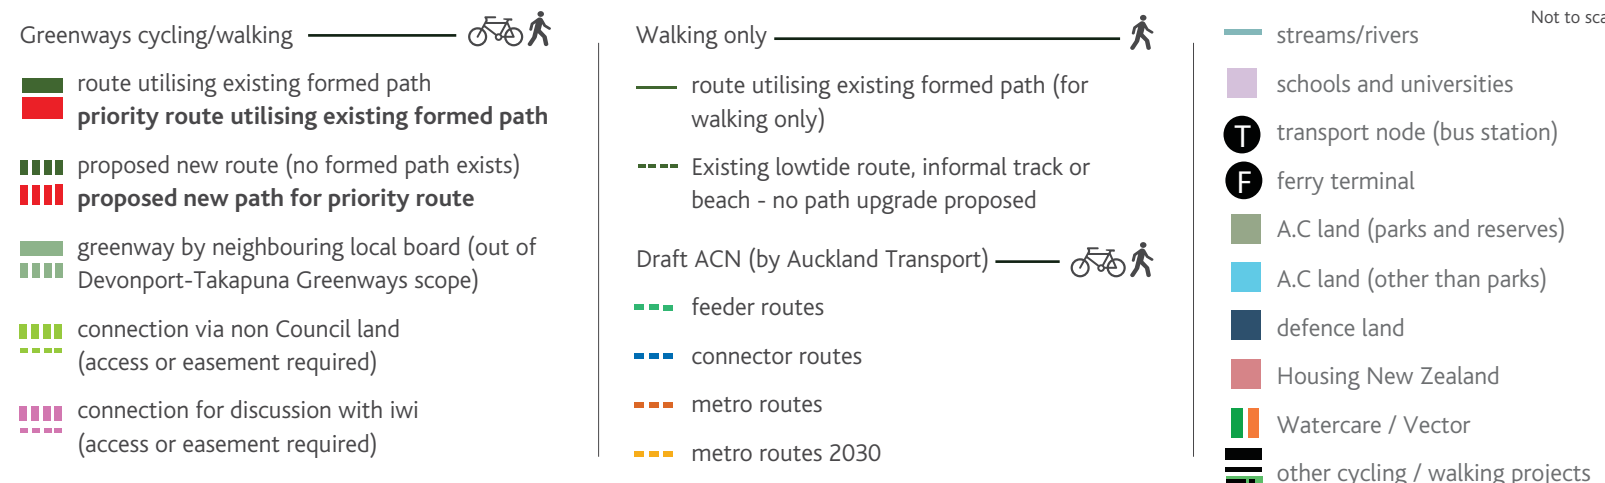 Greenways cycling/walking
route utilising existing formed path
priority route utilising existing formed path
proposed new route (no formed path exists)
proposed new path for priority route
greenway by neighbouring local board (out of
Devonport-Takapuna Greenways scope)
connection via non Council land
(access or easement required)
connection for discussion with iwi
(access or easement required)
Walking only
route utilising existing formed path (for
walking only)
Existing lowtide route, informal track or
beach - no path upgrade proposed
Draft ACN (by Auckland Transport)
feeder routes
connector routes
metro routes
metro routes 2030
Not to sca
streams/rivers
schools and universities
T transport node (bus station)
F ferry terminal
A.C land (parks and reserves)
A.C land (other than parks)
defence land
Housing New Zealand
Watercare / Vector
other cycling / walking projects